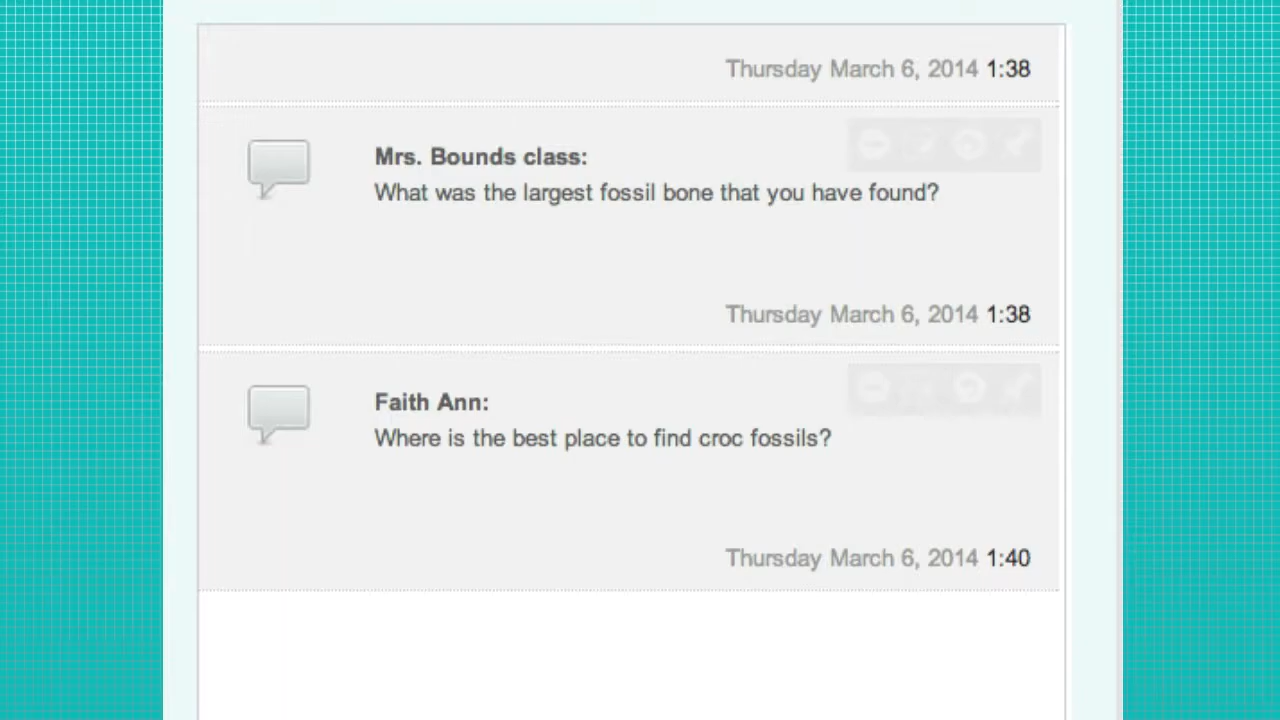 Thursday March 6, 2014 1:38
Mrs. Bounds class:
What was the largest fossil bone that you have found?
Thursday March 6, 2014 1:38
Faith Ann:
Where is the best place to find croc fossils?
Thursday March 6, 2014 1:40